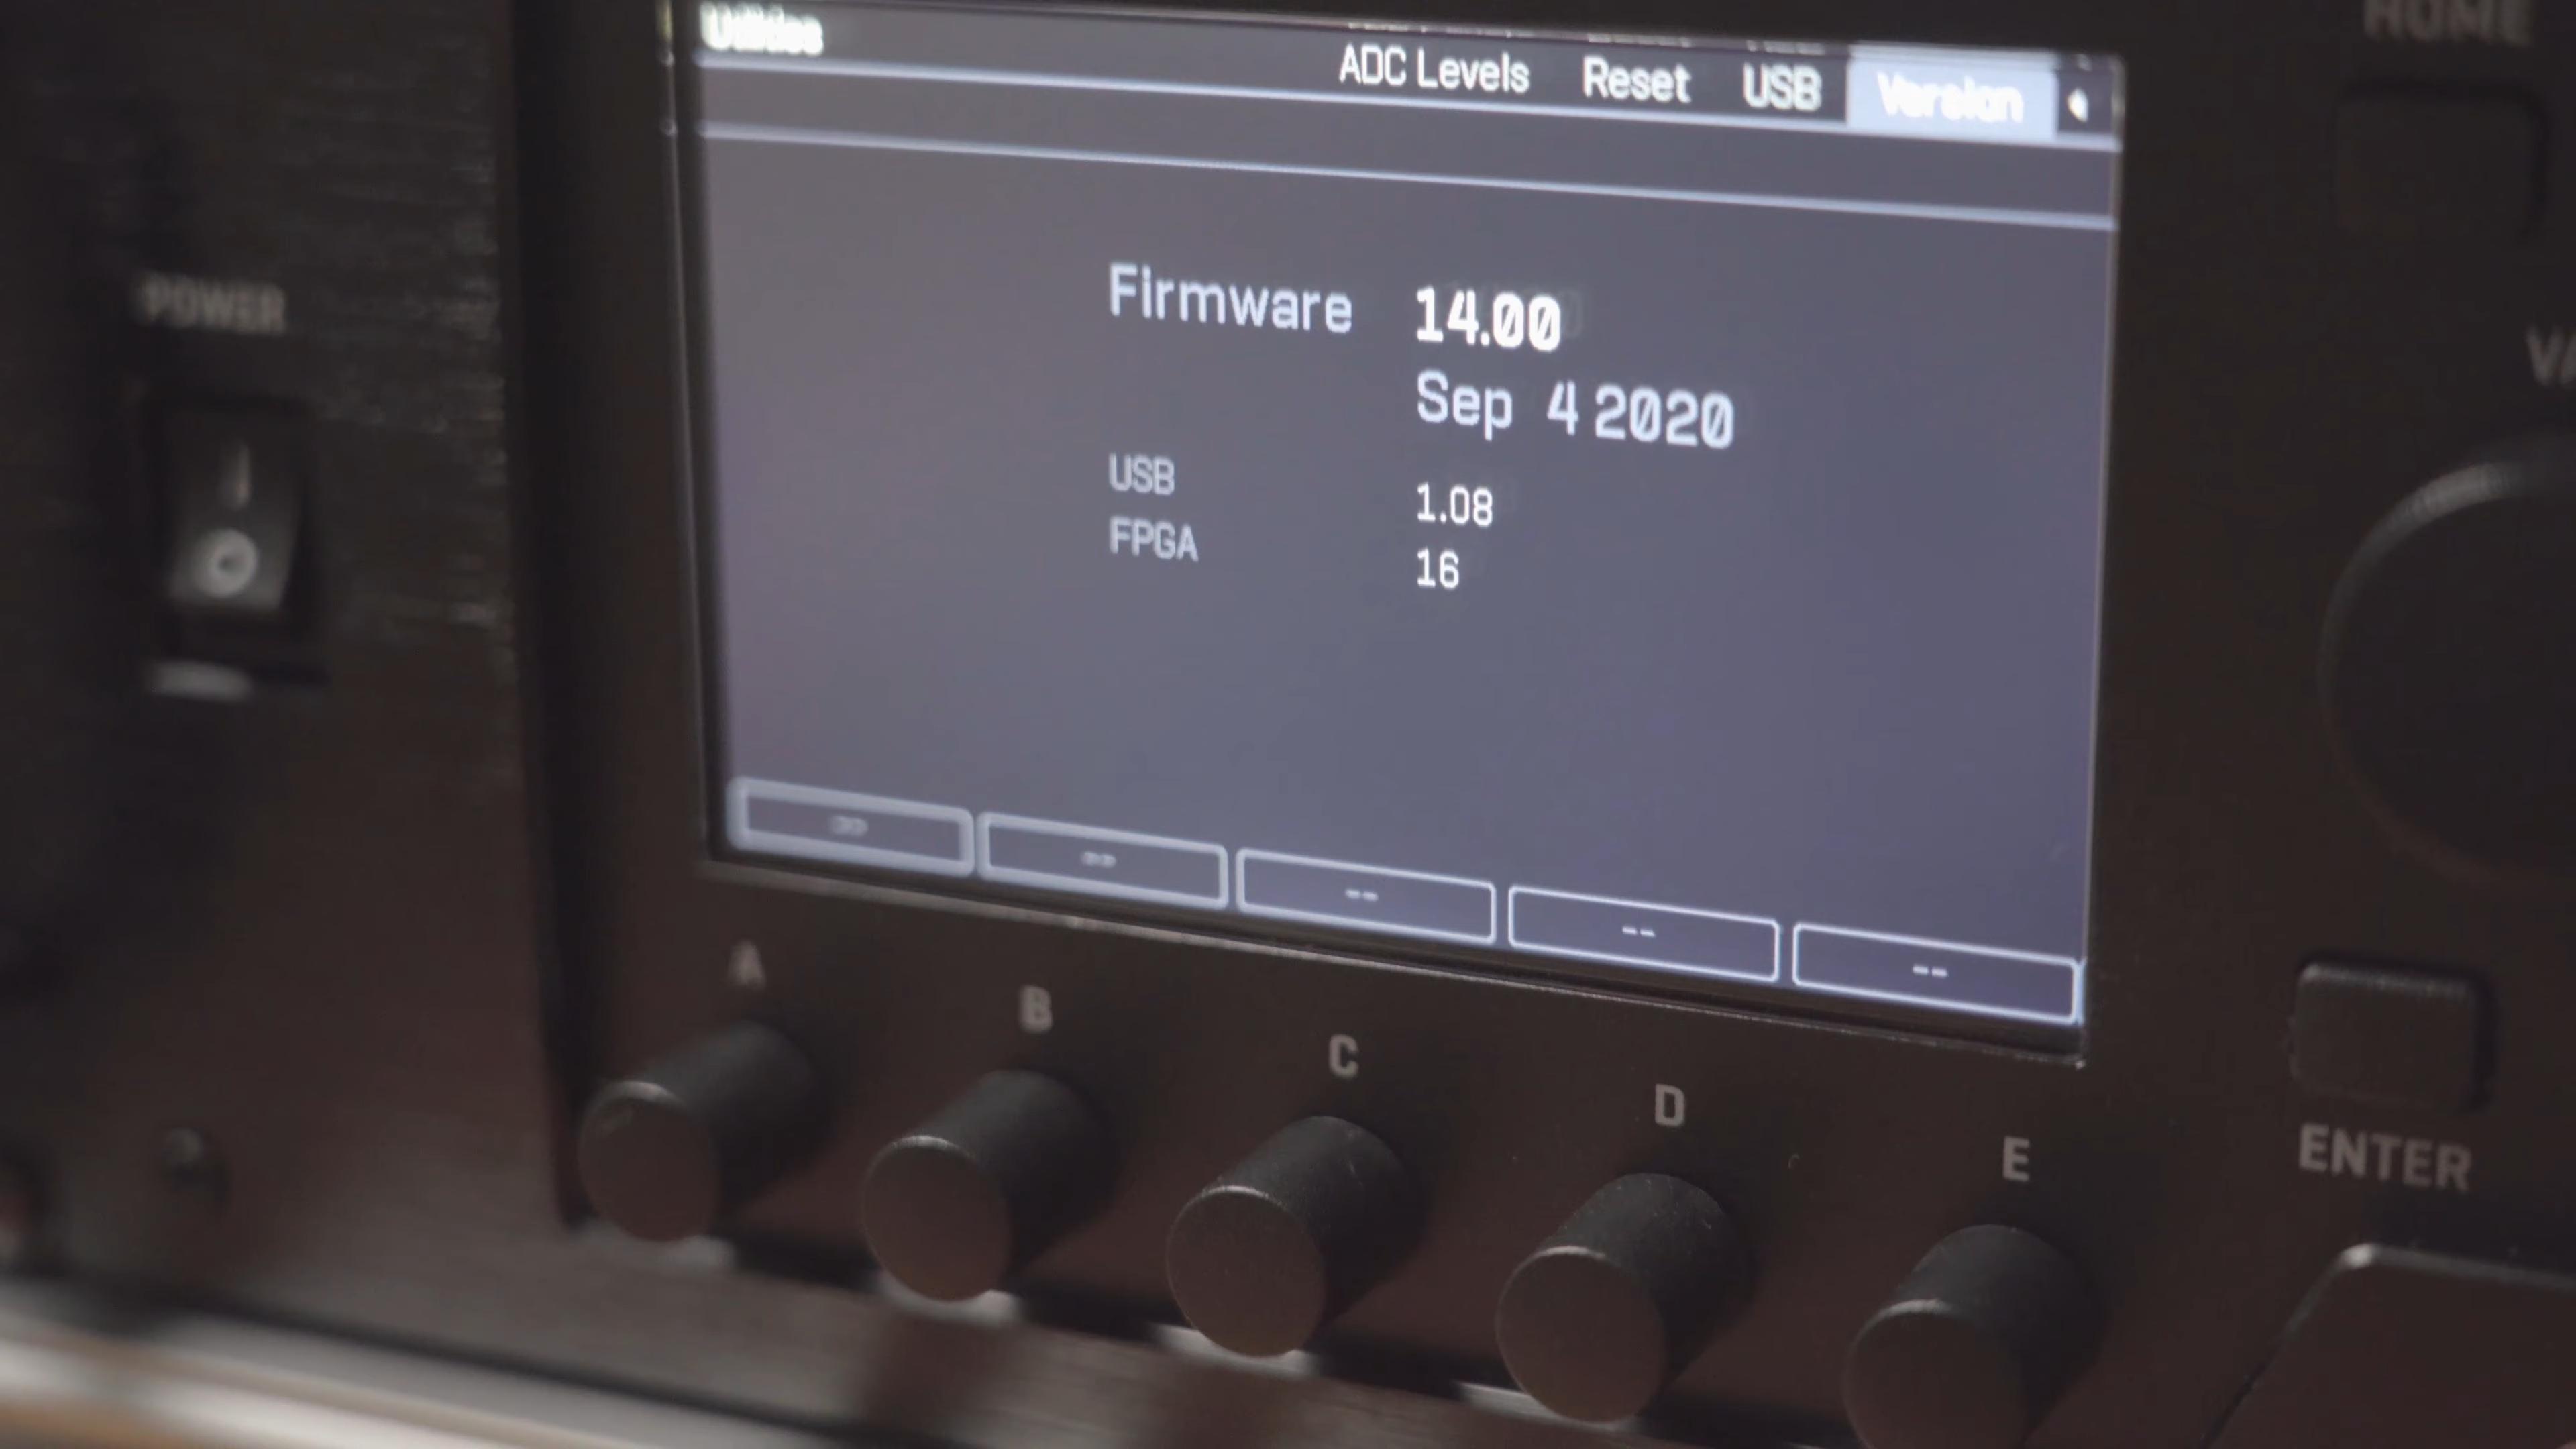 HOME
Utilities
ADC Levels Reset USB Version
POWER
Firmware 14.00
Sep 4 2020
USB 1.08
FPGA 16
>> >> -- -- --
A B C D E
ENTER